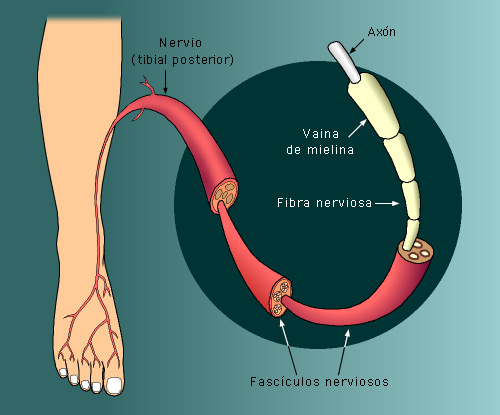 Axón
Nervio
(tibial posterior)
Vaina
de mielina
Fibra nerviosa
Fascículos nerviosos